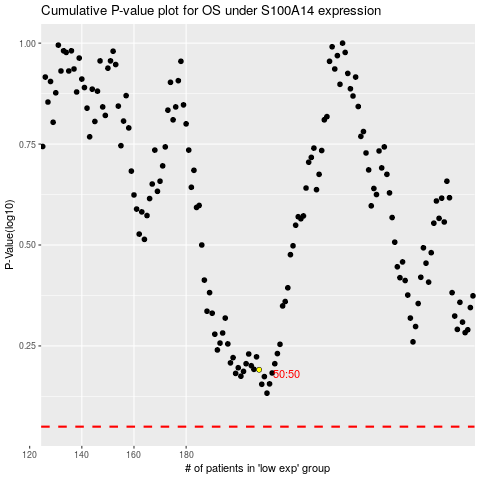 Cumulative P-value plot for OS under S100A14 expression
1.00
0.75
0.50
0.25
P-Value(log10)
50:50
120 140 160 180
# of patients in 'low exp' group